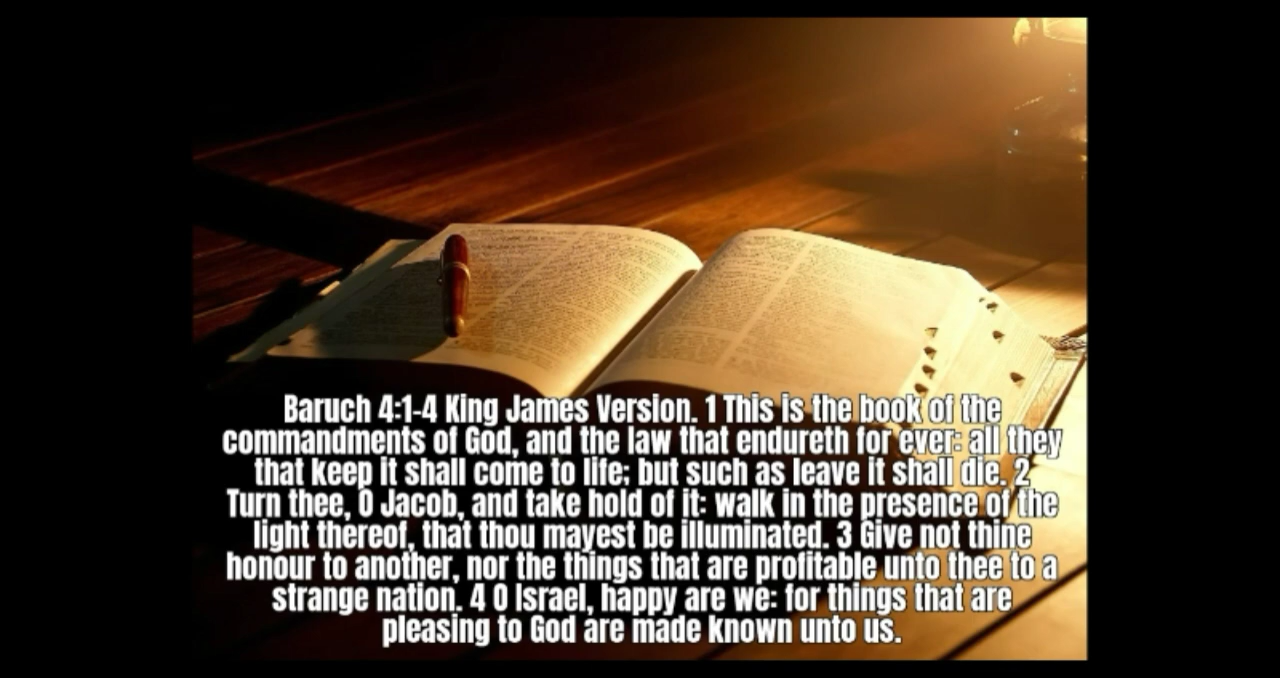 Baruch 4:1-4 King James Version. 1 This is the book of the
commandments of God, and the law that endureth for ever: all they
that keep it shall come to life; but such as leave it shall die. 2
Turn thee, O Jacob, and take hold of it: walk in the presence of the
light thereof, that thou mayest be illuminated. 3 Give not thine
honour to another, nor the things that are profitable unto thee to a
strange nation. 4 O Israel, happy are we: for things that are
pleasing to God are made known unto us.